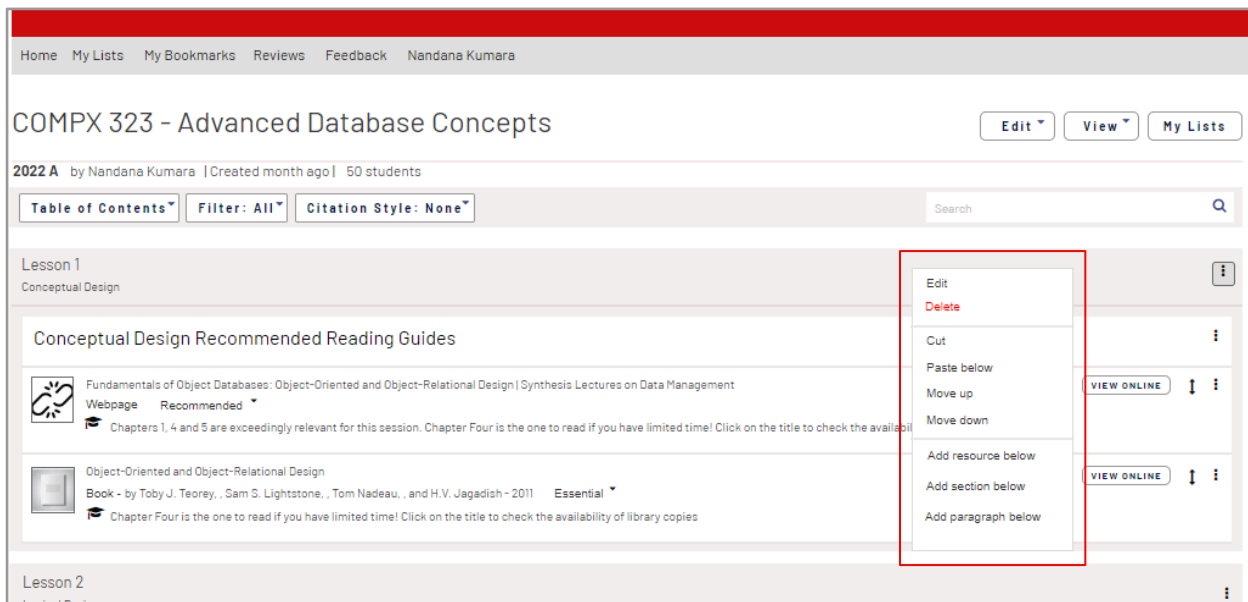 Home My Lists My Bookmarks Reviews Feedback Nandana Kumara
COMPX 323 - Advanced Database Concepts
Edit View My Lists
2022 A by Nandana Kumara | Created month ago | 50 students
Table of Contents Filter: All Citation Style: None Search
Lesson 1
Conceptual Design
Conceptual Design Recommended Reading Guides
Fundamentals of Object Databases: Object-Oriented and Object-Relational Design | Synthesis Lectures on Data Management
Webpage Recommended
VIEW ONLINE
Chapters 1, 4 and 5 are exceedingly relevant for this session. Chapter Four is the one to read if you have limited time! Click on the title to check the
Object-Oriented and Object-Relational Design
Book - by Toby J. Teorey, , Sam S. Lightstone, , Tom Nadeau, , and H.V. Jagadish - 2011 Essential
VIEW ONLINE
Chapter Four is the one to read if you have limited time! Click on the title to check the availability of library copies
Edit
Delete
Cut
Paste below
Move up
Move down
Add resource below
Add section below
Add paragraph below
Lesson 2